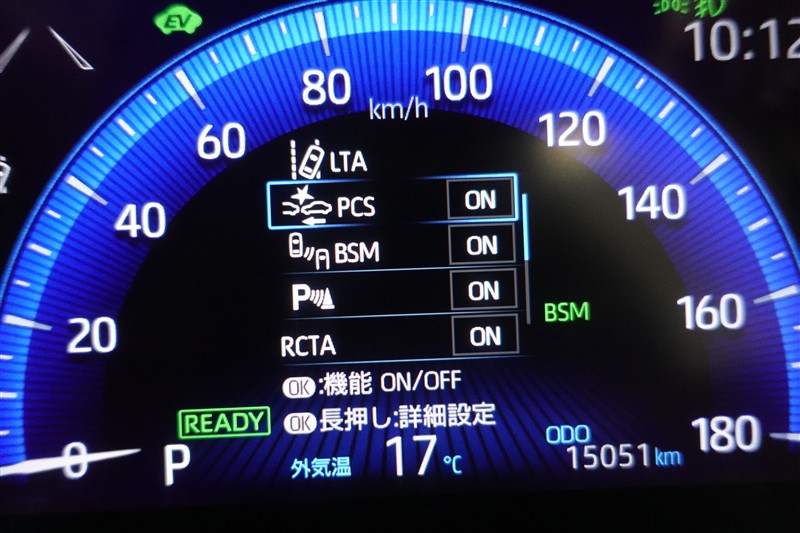 EV
10:12
80
100
km/h
60
120
LTA
40
PCS ON
140
BSM ON
P ON
BSM
160
20
RCTA ON
OK:機能 ON/OFF
READY
OK長押し:詳細設定
ODO
180
0
P
外気温 17℃
15051km